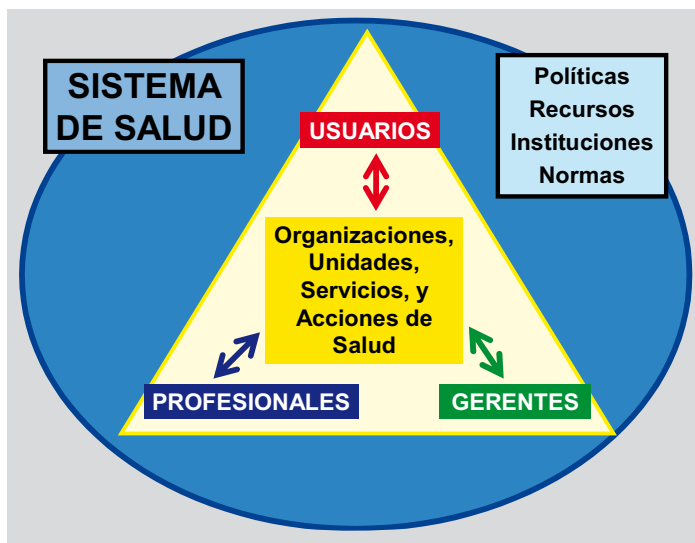 SISTEMA
DE SALUD
Políticas
Recursos
Instituciones
Normas
USUARIOS
Organizaciones,
Unidades,
Servicios, y
Acciones de
Salud
PROFESIONALES
GERENTES